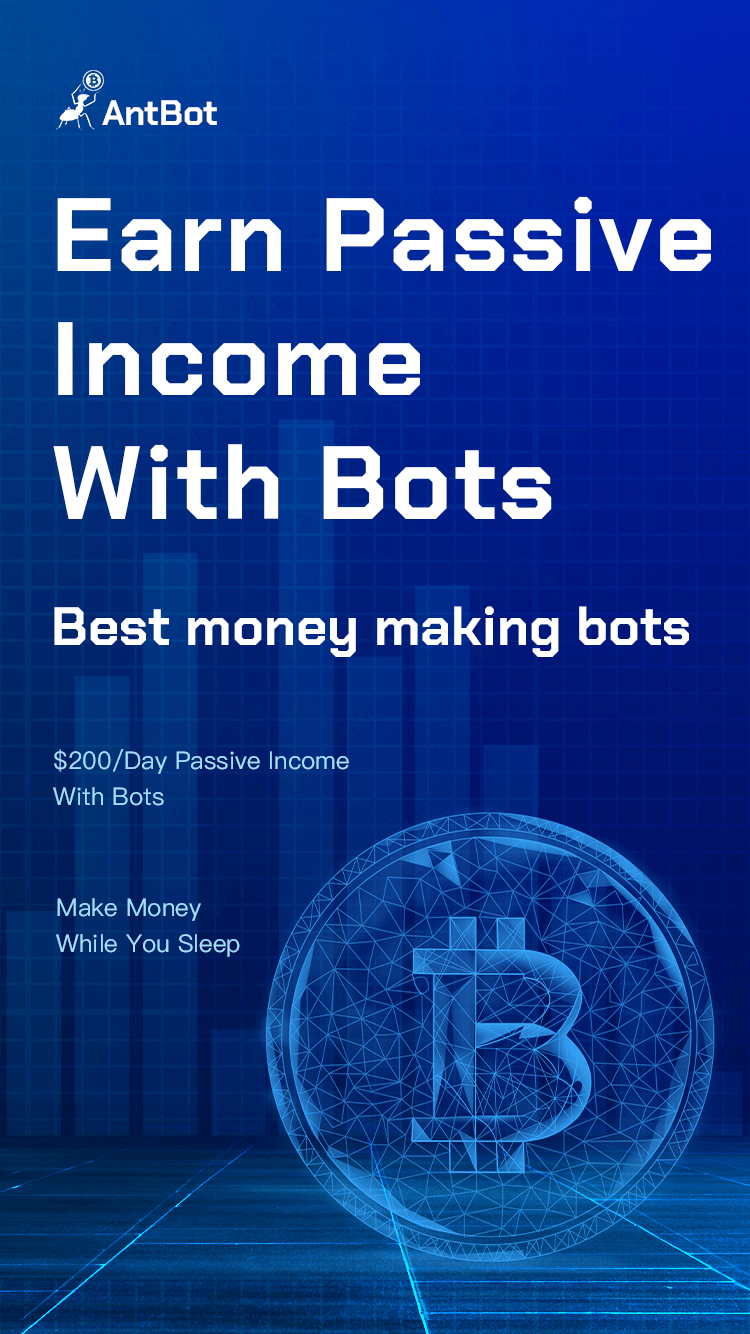 AntBot
Earn Passive
Income
With Bots
Best money making bots
$200/Day Passive Income
With Bots
Make Money
While You Sleep